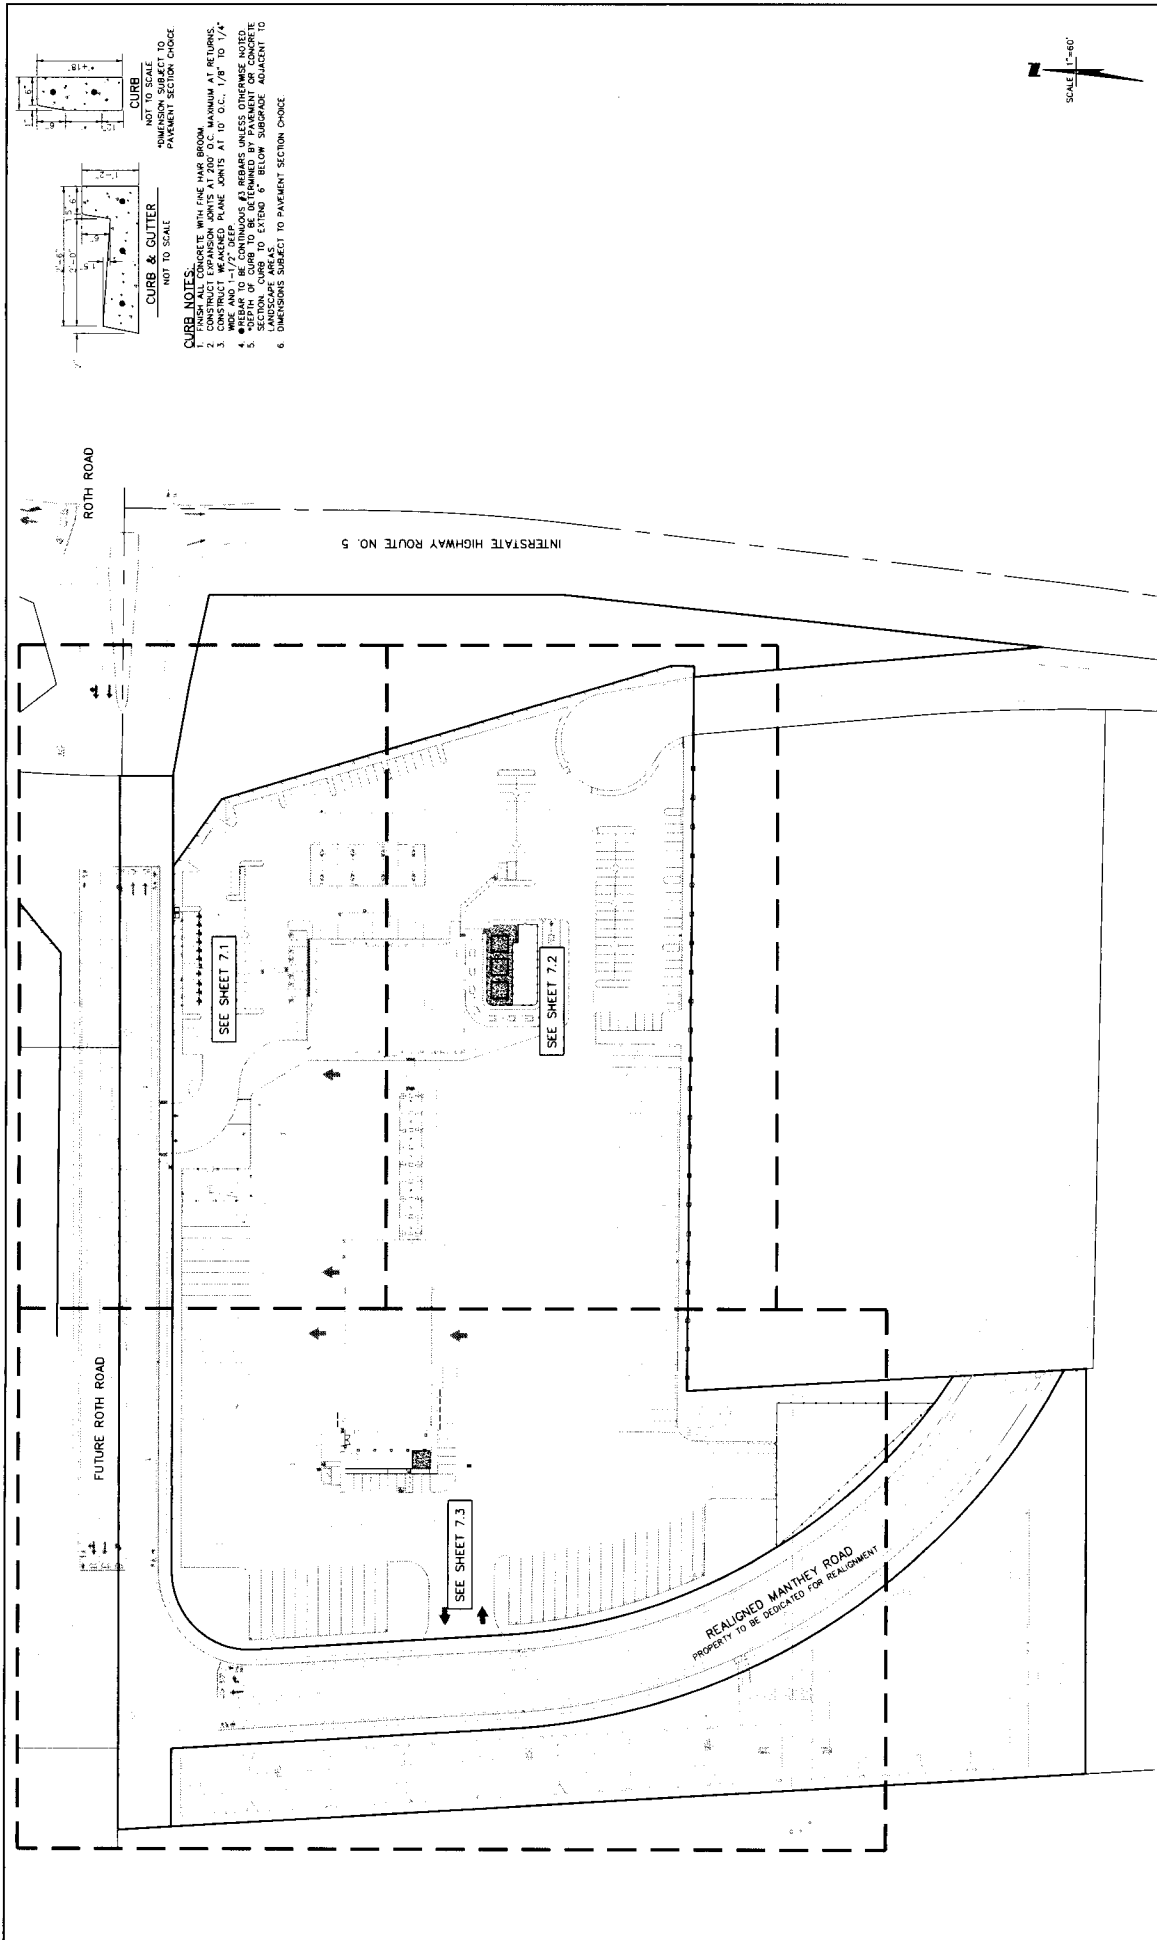 CURB
NOT TO SCALE
*DIMENSION SUBJECT TO
PAVEMENT SECTION CHOICE.
CURB & GUTTER
NOT TO SCALE
CURB NOTES:
1. FINISH ALL CONCRETE WITH FINE HAIR BROOM.
2. CONSTRUCT EXPANSION JOINTS AT 200' O.C. MAXIMUM AT RETURNS.
3. CONSTRUCT WEAKENED PLANE JOINTS AT 10' O.C., 1/8" TO 1/4"
WIDE AND 1-1/2" DEEP.
4. ●REBAR TO BE CONTINUOUS #3 REBARS UNLESS OTHERWISE NOTED.
5. *DEPTH OF CURB TO BE DETERMINED BY PAVEMENT OR CONCRETE
SECTION. CURB TO EXTEND 6" BELOW SUBGRADE ADJACENT TO
LANDSCAPE AREAS.
6. DIMENSIONS SUBJECT TO PAVEMENT SECTION CHOICE.
SCALE: 1"=60'
ROTH ROAD
INTERSTATE HIGHWAY ROUTE NO. 5
SEE SHEET 7.1
SEE SHEET 7.2
FUTURE ROTH ROAD
SEE SHEET 7.3
REALIGNED MANTHEY ROAD
PROPERTY TO BE DEDICATED FOR REALIGNMENT